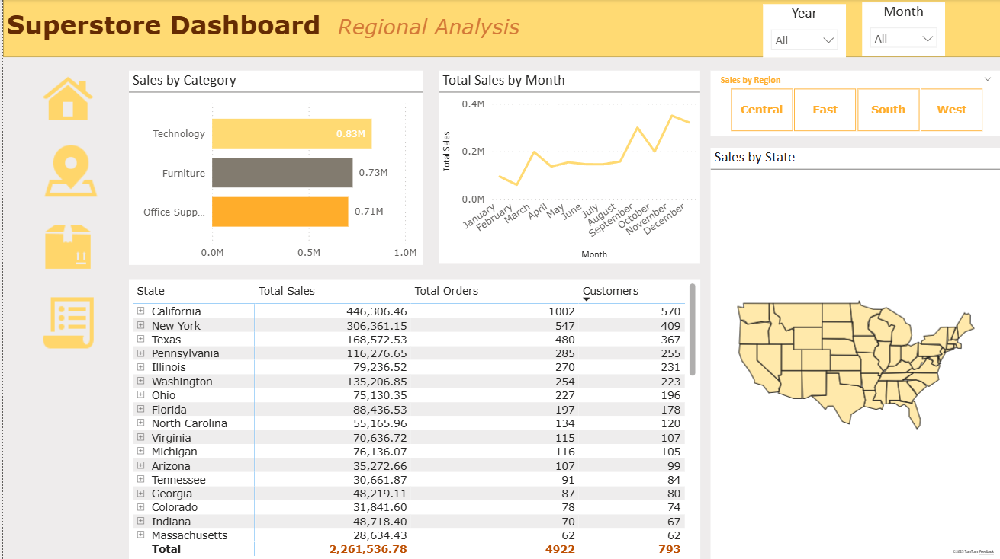 Superstore Dashboard Regional Analysis
Year
All
Month
All
Sales by Category
Technology 0.83M
Furniture 0.73M
Office Supp... 0.71M
0.0M 0.5M 1.0M
Total Sales by Month
Total Sales
0.4M
0.2M
0.0M
January February March April May June July August September October November December
Month
Sales by Region
Central East South West
Sales by State
State Total Sales Total Orders Customers
California 446,306.46 1002 570
New York 306,361.15 547 409
Texas 168,572.53 480 367
Pennsylvania 116,276.65 285 255
Illinois 79,236.52 270 231
Washington 135,206.85 254 223
Ohio 75,130.35 227 196
Florida 88,436.53 197 178
North Carolina 55,165.96 134 120
Virginia 70,636.72 115 107
Michigan 76,136.07 116 105
Arizona 35,272.66 107 99
Tennessee 30,661.87 91 84
Georgia 48,219.11 87 80
Colorado 31,841.60 78 74
Indiana 48,718.40 70 67
Massachusetts 28,634.43 62 62
Total 2,261,536.78 4922 793
©2025 TomTom Feedback